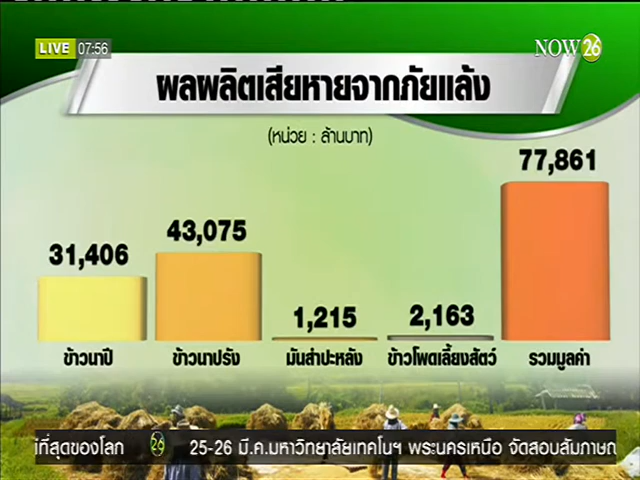 LIVE 07:56
NOW26
ผลผลิตเสียหายจากภัยแล้ง
(หน่วย : ล้านบาท)
77,861
43,075
31,406
1,215
2,163
ข้าวนาปี ข้าวนาปรัง มันสำปะหลัง ข้าวโพดเลี้ยงสัตว์ รวมมูลค่า
ที่สุดของโลก 26 25-26 มี.ค.มหาวิทยาลัยเทคโนฯ พระนครเหนือ จัดสอบสัมภาษณ